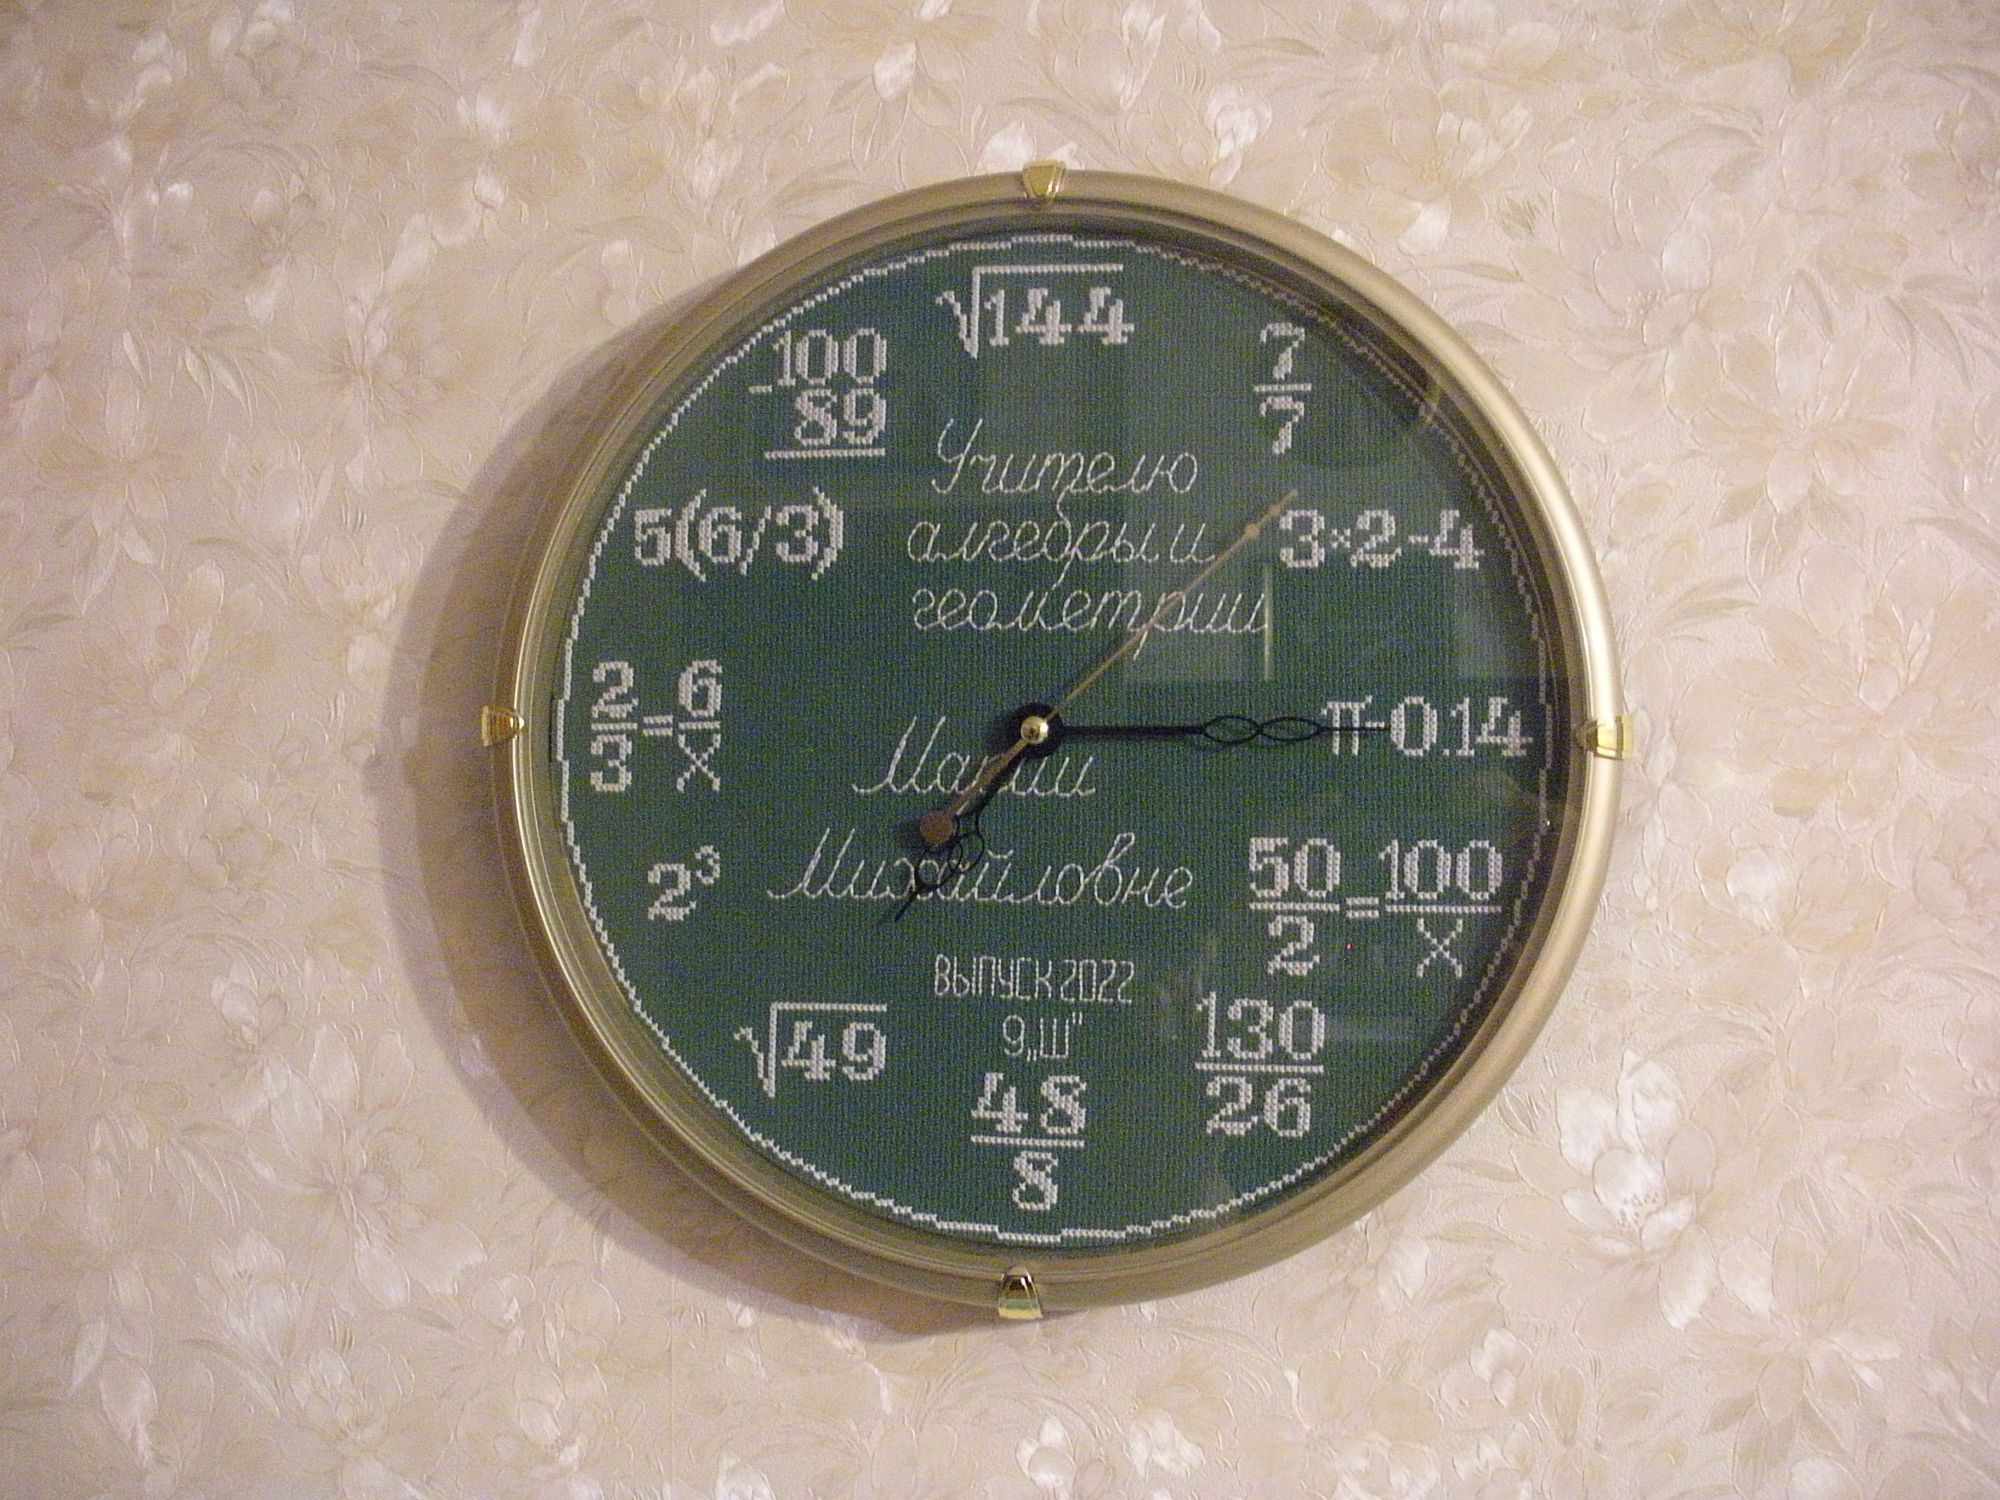 √144
7/7
3×2-4
π-0.14
50/2=100/x
130/26
48/8
√49
2³
2/3=6/x
5(6/3)
-100
89
Учителю
алгебры и
геометрии
Марии
Михайловне
ВЫПУСК 2022
9„Ш"